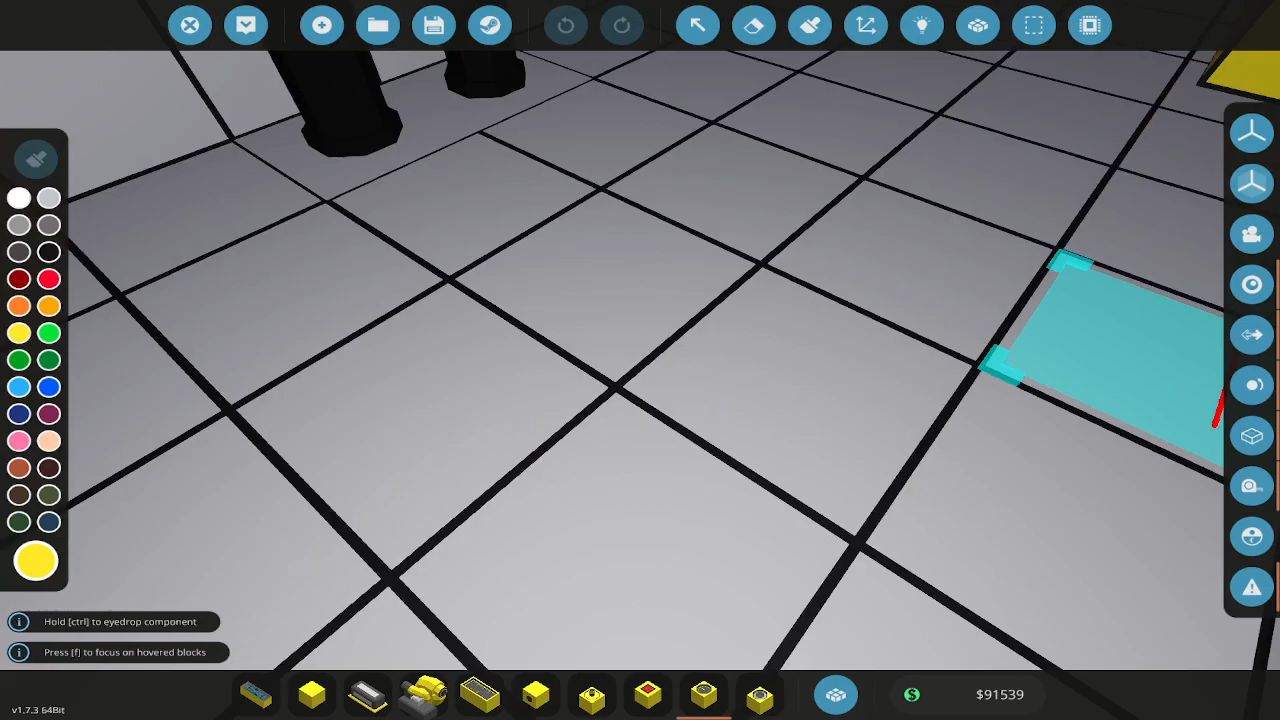 Hold [ctrl] to eyedrop component
Press [f] to focus on hovered blocks
$91539
v1.7.3 64Bit